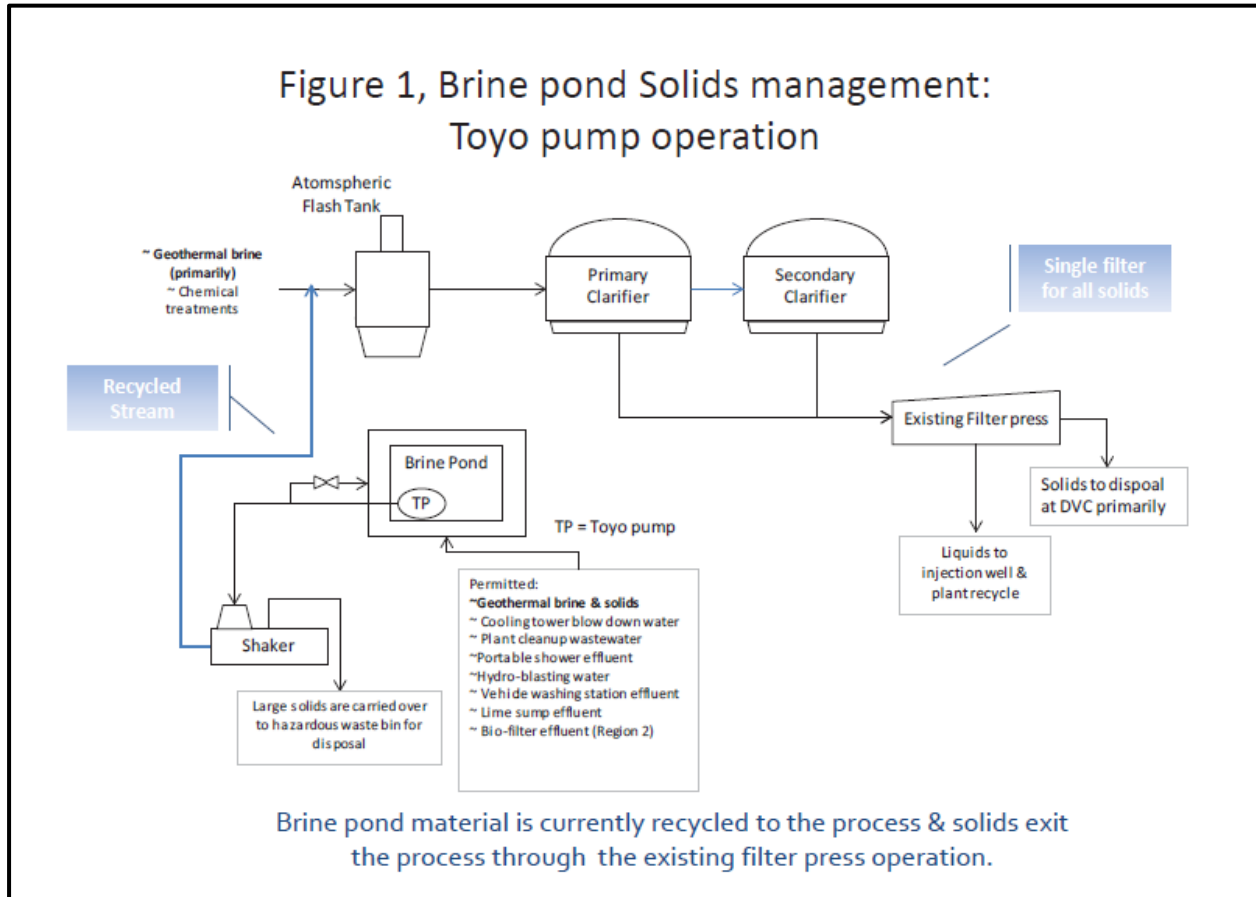 Figure 1, Brine pond Solids management:
Toyo pump operation
Atomspheric
Flash Tank
~ Geothermal brine
(primarily)
~ Chemical
treatments
Primary
Clarifier
Secondary
Clarifier
Single filter
for all solids
Recycled
Stream
Existing Filter press
Brine Pond
TP
TP = Toyo pump
Solids to dispoal
at DVC primarily
Liquids to
injection well &
plant recycle
Permitted:
~Geothermal brine & solids
~ Cooling tower blow down water
~ Plant cleanup wastewater
~Portable shower effluent
~Hydro-blasting water
~ Vehicle washing station effluent
~ Lime sump effluent
~ Bio-filter effluent (Region 2)
Shaker
Large solids are carried over
to hazardous waste bin for
disposal
Brine pond material is currently recycled to the process & solids exit
the process through the existing filter press operation.